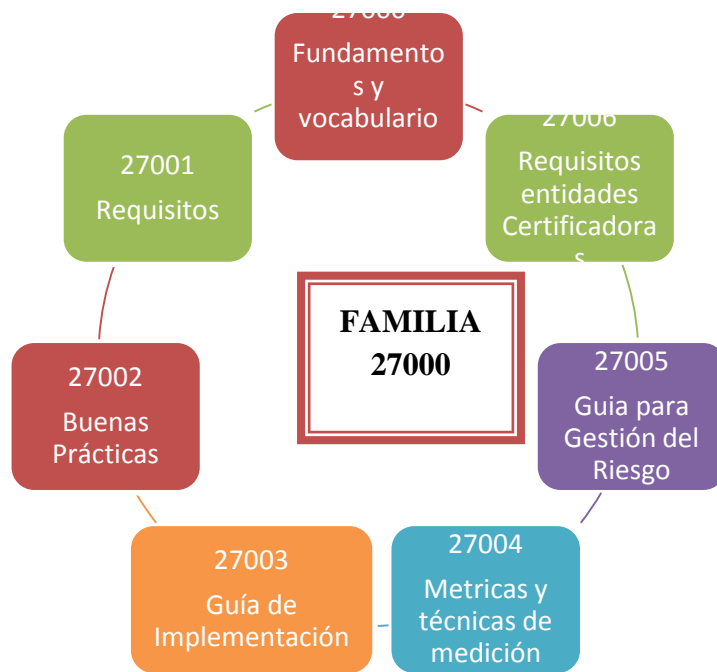 27000
Fundamento
s y
vocabulario
27006
Requisitos
entidades
Certificadora
s
27001
Requisitos
FAMILIA
27000
27002
Buenas
Prácticas
27005
Guia para
Gestión del
Riesgo
27003
Guía de
Implementación
27004
Metricas y
técnicas de
medición